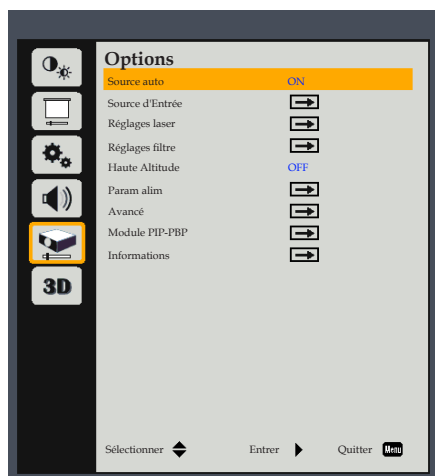 Options
Source auto ON
Source d'Entrée
Réglages laser
Réglages filtre
Haute Altitude OFF
Param alim
Avancé
Module PIP-PBP
Informations
3D
Sélectionner Entrer Quitter Menu